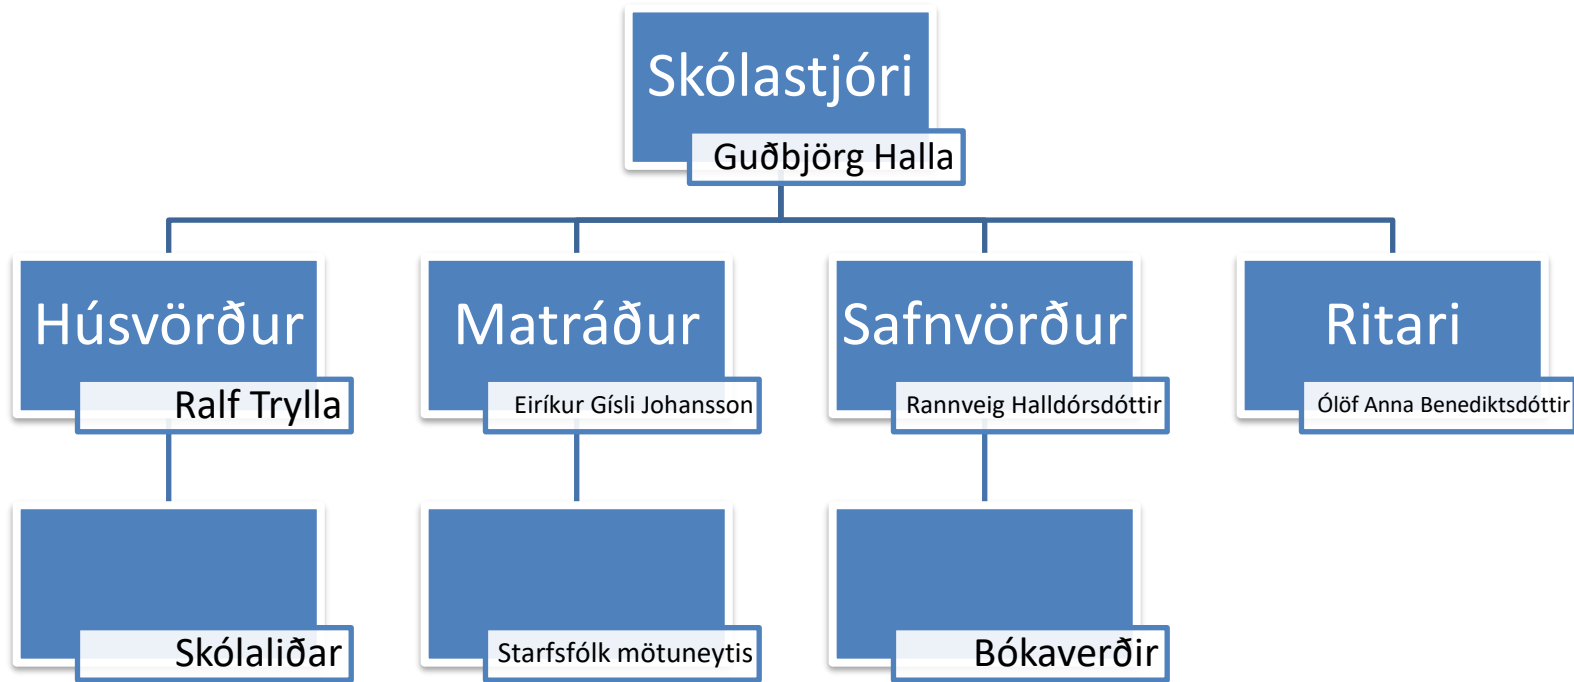 Skólastjóri
Guðbjörg Halla
Húsvörður
Ralf Trylla
Matráður
Eiríkur Gísli Johansson
Safnvörður
Rannveig Halldórsdóttir
Ritari
Ólöf Anna Benediktsdóttir
Skólaliðar
Starfsfólk mötuneytis
Bókaverðir